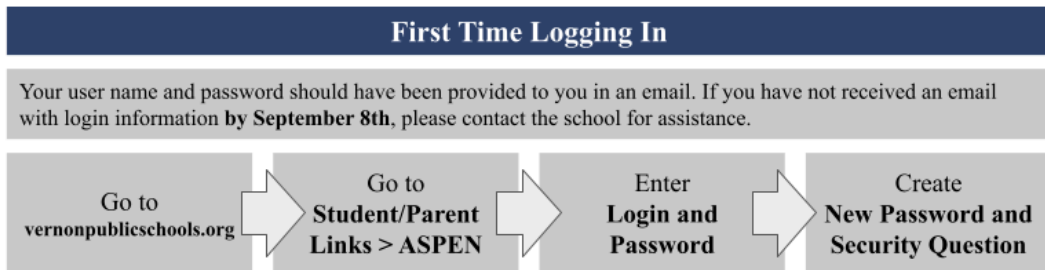 First Time Logging In
Your user name and password should have been provided to you in an email. If you have not received an email
with login information by September 8th, please contact the school for assistance.
Go to
vernonpublicschools.org
Go to
Student/Parent
Links > ASPEN
Enter
Login and
Password
Create
New Password and
Security Question